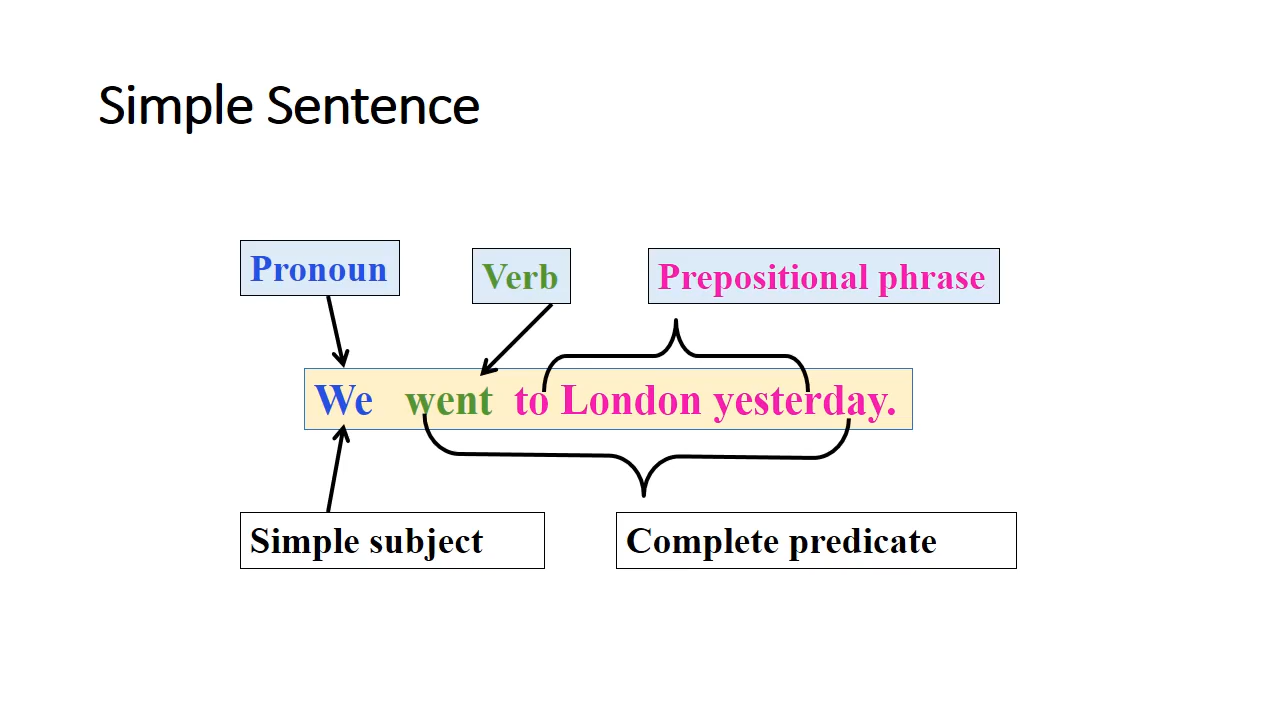 Simple Sentence
Pronoun
Verb
Prepositional phrase
We went to London yesterday.
Simple subject
Complete predicate